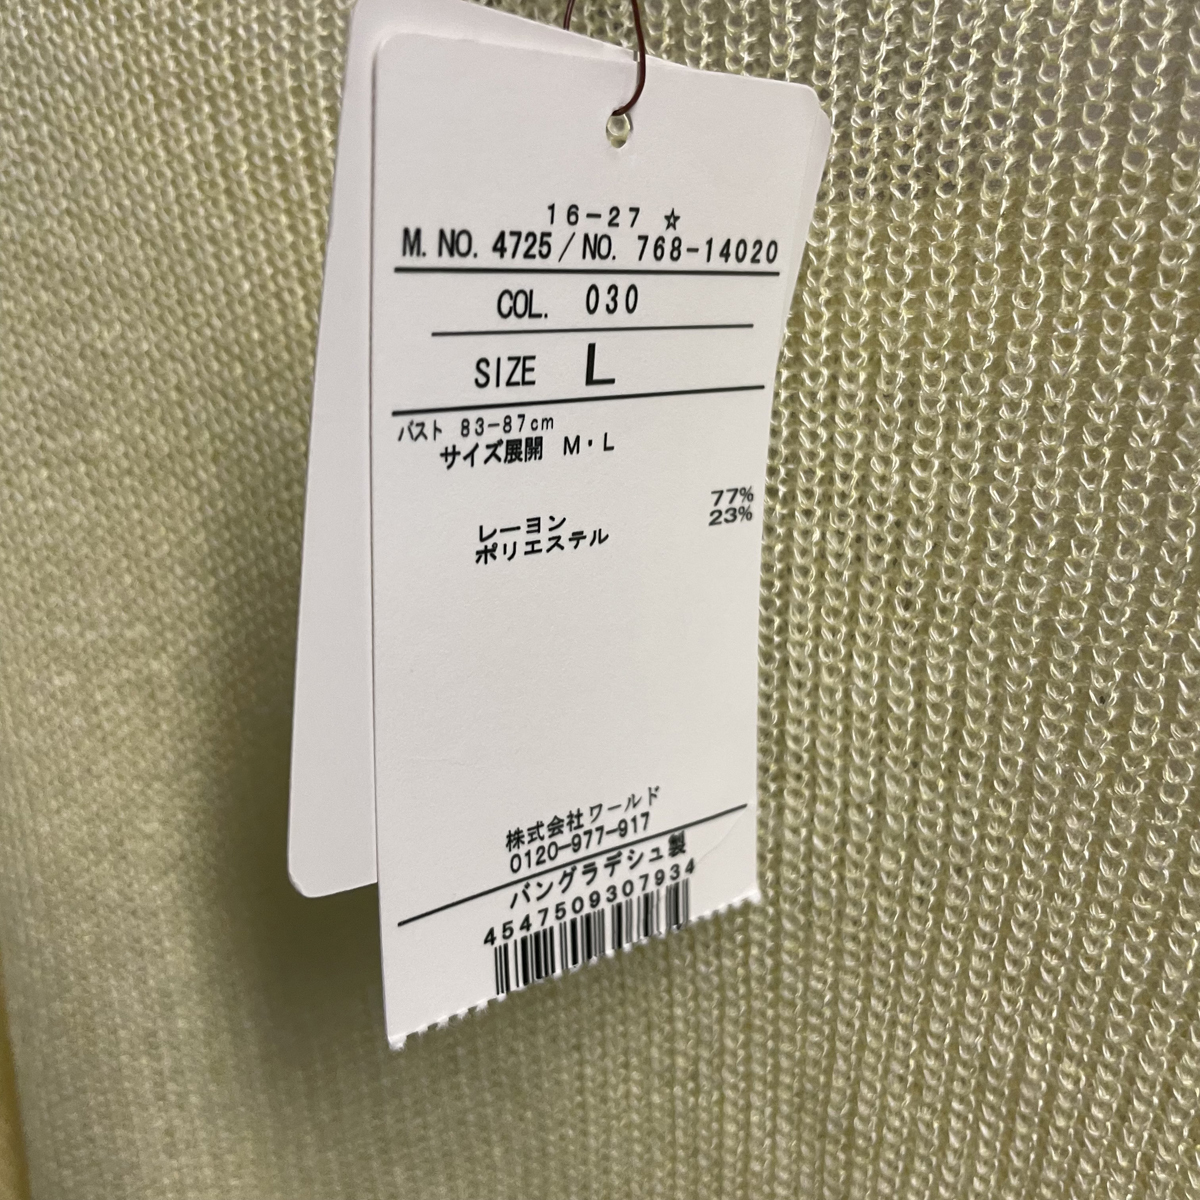 16-27 ☆
M. NO. 4725 / NO. 768-14020
COL. 030
SIZE L
バスト 83-87cm
サイズ展開 M・L
レーヨン 77%
ポリエステル 23%
株式会社ワールド
0120-977-917
バングラデシュ製
4547509307934